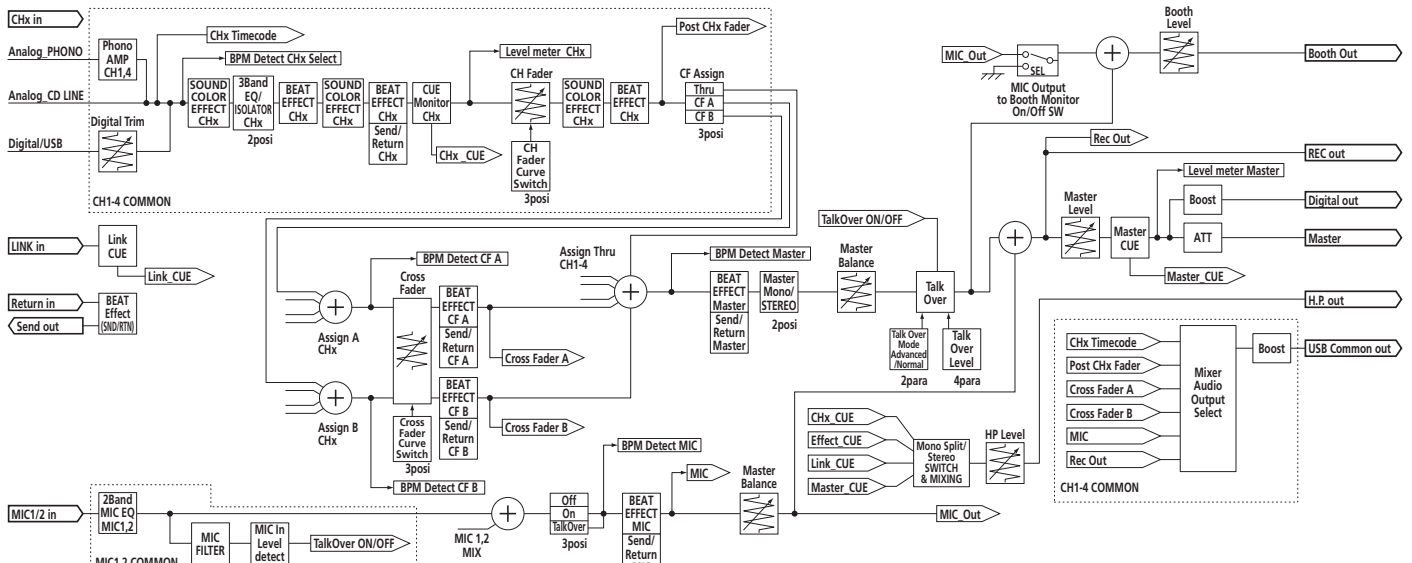 CHx in
Analog_PHONO
Phono
AMP
CH1,4
CHx Timecode
BPM Detect CHx Select
Analog_CD LINE
Digital Trim
Digital/USB
SOUND
COLOR
EFFECT
CHx
3Band
EQ/
ISOLATOR
CHx
2posi
BEAT
EFFECT
CHx
SOUND
COLOR
EFFECT
CHx
BEAT
EFFECT
CHx
Send/
Return
CHx
CUE
Monitor
CHx
CHx _CUE
Level meter CHx
CH Fader
CH
Fader
Curve
Switch
3posi
SOUND
COLOR
EFFECT
CHx
BEAT
EFFECT
CHx
Post CHx Fader
CF Assign
Thru
CF A
CF B
3posi
CH1-4 COMMON
MIC_Out
SEL
MIC Output
to Booth Monitor
On/Off SW
Booth
Level
Booth Out
Rec Out
REC out
Level meter Master
Master
Level
Master
CUE
Boost
Digital out
ATT
Master
Master_CUE
LINK in
Link
CUE
Link_CUE
Return in
Send out
BEAT
Effect
(SND/RTN)
Assign A
CHx
BPM Detect CF A
Cross
Fader
BEAT
EFFECT
CF A
Send/
Return
CF A
Cross Fader A
Assign B
CHx
Cross
Fader
Curve
Switch
3posi
BEAT
EFFECT
CF B
Send/
Return
CF B
Cross Fader B
BPM Detect CF B
Assign Thru
CH1-4
BPM Detect Master
BEAT
EFFECT
Master
Send/
Return
Master
Master
Mono/
STEREO
2posi
Master
Balance
TalkOver ON/OFF
Talk
Over
Talk Over
Mode
Advanced
/Normal
2para
Talk
Over
Level
4para
H.P. out
CHx Timecode
Post CHx Fader
Cross Fader A
Cross Fader B
MIC
Rec Out
Mixer
Audio
Output
Select
Boost
USB Common out
CH1-4 COMMON
CHx_CUE
Effect_CUE
Link_CUE
Master_CUE
Mono Split/
Stereo
SWITCH
& MIXING
HP Level
MIC1/2 in
2Band
MIC EQ
MIC1,2
MIC
FILTER
MIC In
Level
detect
TalkOver ON/OFF
MIC1,2 COMMON
MIC 1,2
MIX
Off
On
TalkOver
3posi
BPM Detect MIC
BEAT
EFFECT
MIC
Send/
Return
MIC
Master
Balance
MIC_Out